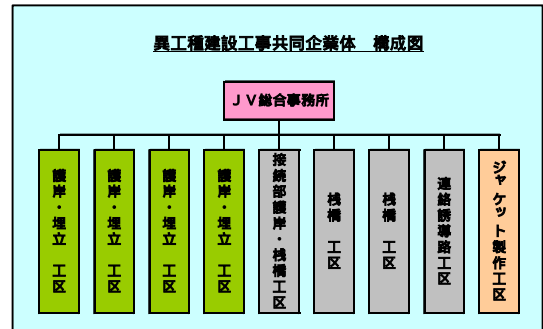 異工種建設工事共同企業体　構成図
ＪＶ総合事務所
護岸・埋立　工区
護岸・埋立　工区
護岸・埋立　工区
護岸・埋立　工区
接続部護岸・桟橋工区
桟橋　工区
桟橋　工区
連絡誘導路工区
ジャケット製作工区